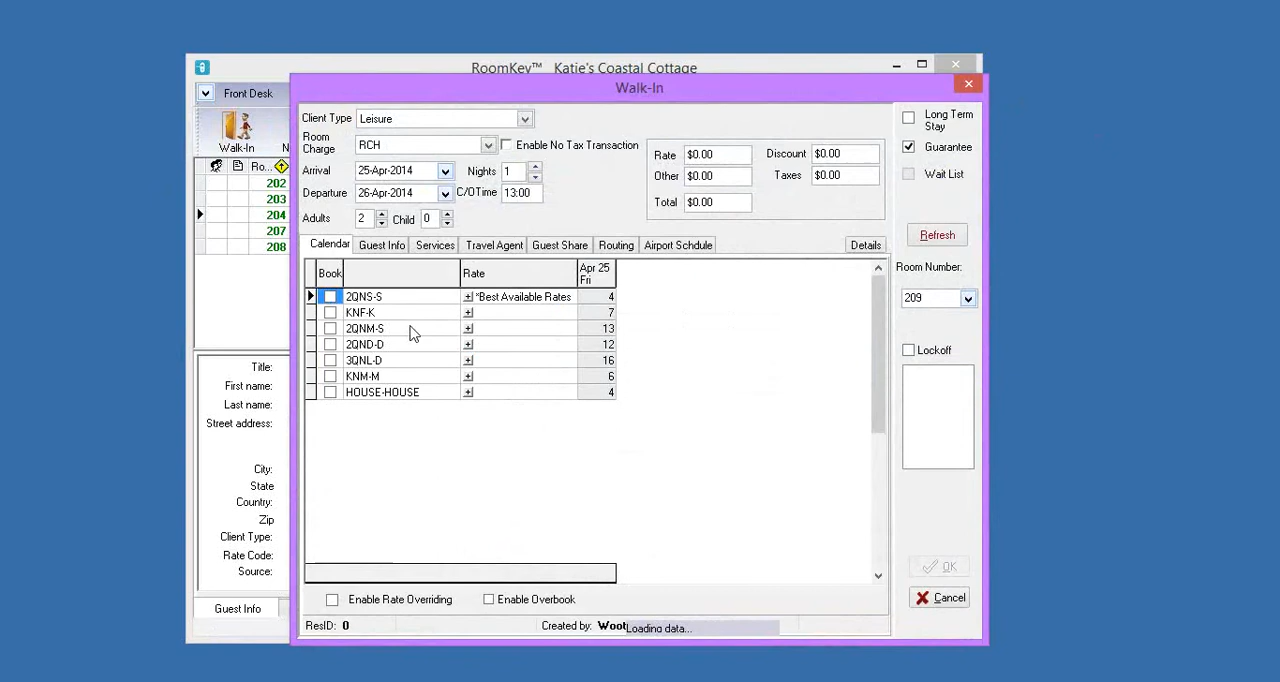 RoomKey™ Katie's Coastal Cottage
Walk-In
Front Desk
Walk-In
N
Ro...
202
203
204
207
208
Title:
First name:
Last name:
Street address:
City:
State
Country:
Zip
Client Type:
Rate Code:
Source:
Guest Info
Client Type Leisure
Room Charge RCH Enable No Tax Transaction
Arrival 25-Apr-2014 Nights 1
Departure 26-Apr-2014 C/O Time 13:00
Adults 2 Child 0
Rate $0.00 Discount $0.00
Other $0.00 Taxes $0.00
Total $0.00
Long Term Stay
Guarantee
Wait List
Refresh
Room Number:
209
Lockoff
OK
Cancel
Calendar Guest Info Services Travel Agent Guest Share Routing Airport Schdule Details
Book Rate Apr 25 Fri
2QNS-S *Best Available Rates 4
KNF-K 7
2QNM-S 13
2QND-D 12
3QNL-D 16
KNM-M 6
HOUSE-HOUSE 4
Enable Rate Overriding Enable Overbook
ResID: 0 Created by: Woot Loading data...